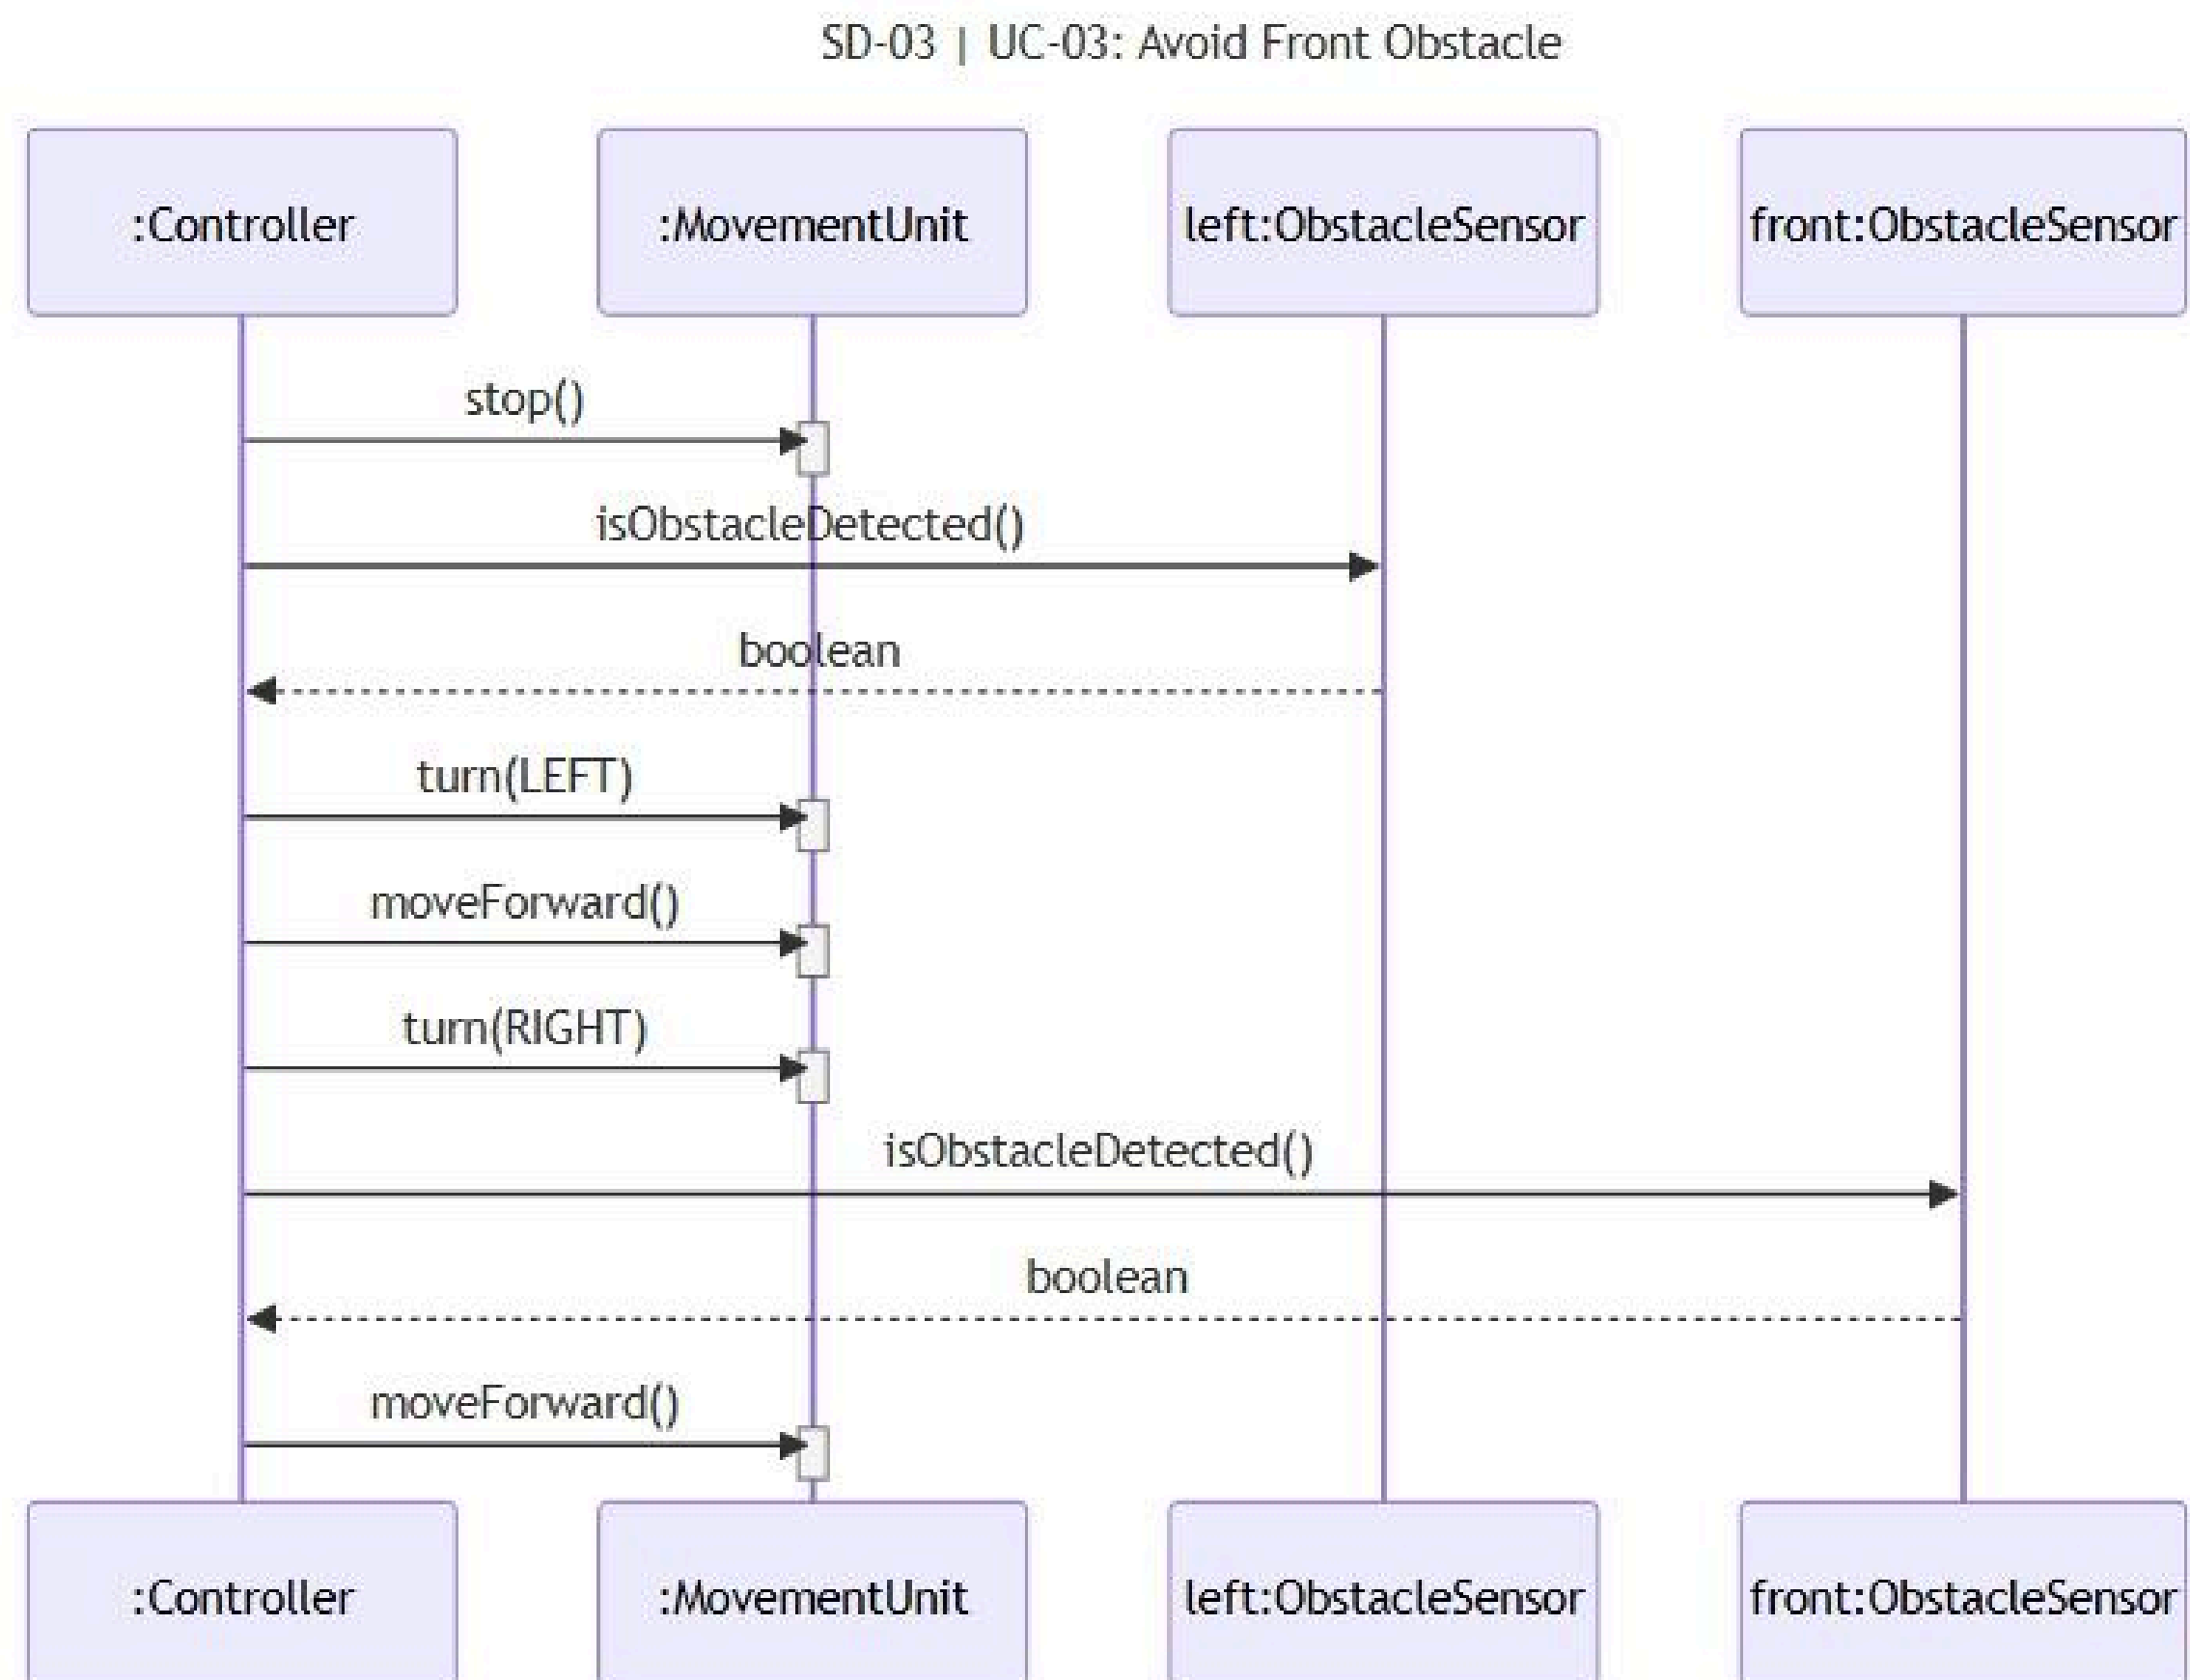 SD-03 | UC-03: Avoid Front Obstacle
:Controller
:MovementUnit
left:ObstacleSensor
front:ObstacleSensor
stop()
isObstacleDetected()
boolean
turn(LEFT)
moveForward()
turn(RIGHT)
isObstacleDetected()
boolean
moveForward()
:Controller
:MovementUnit
left:ObstacleSensor
front:ObstacleSensor